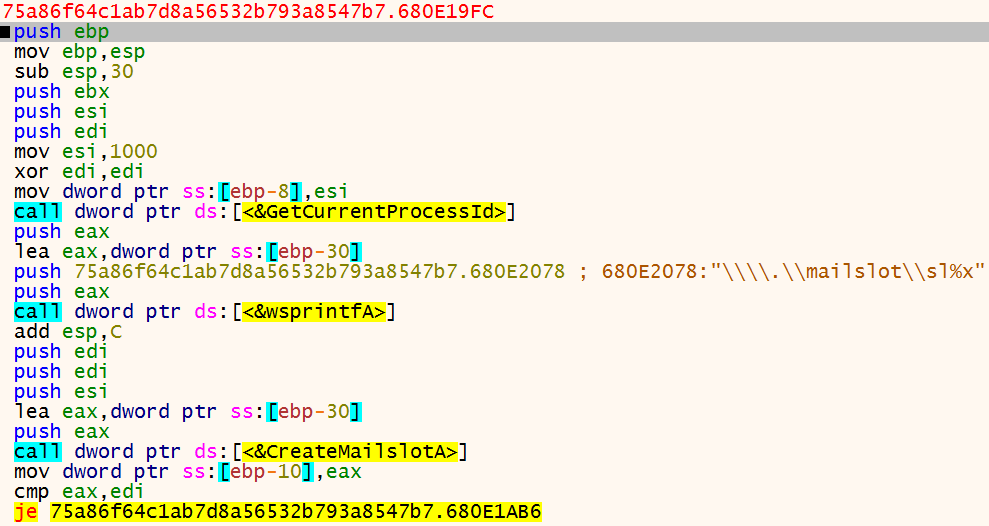 75a86f64c1ab7d8a56532b793a8547b7.680E19FC
push ebp
mov ebp,esp
sub esp,30
push ebx
push esi
push edi
mov esi,1000
xor edi,edi
mov dword ptr ss:[ebp-8],esi
call dword ptr ds:[<&GetCurrentProcessId>]
push eax
lea eax,dword ptr ss:[ebp-30]
push 75a86f64c1ab7d8a56532b793a8547b7.680E2078 ; 680E2078:"\\\\.\\mailslot\\sl%x"
push eax
call dword ptr ds:[<&wsprintfA>]
add esp,C
push edi
push edi
push esi
lea eax,dword ptr ss:[ebp-30]
push eax
call dword ptr ds:[<&CreateMailslotA>]
mov dword ptr ss:[ebp-10],eax
cmp eax,edi
je 75a86f64c1ab7d8a56532b793a8547b7.680E1AB6